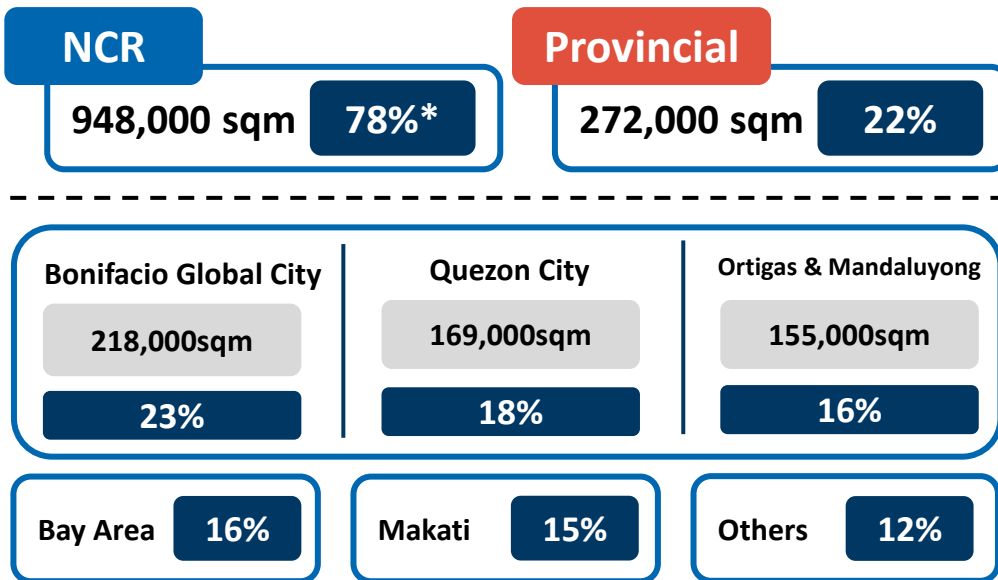 NCR
948,000 sqm
78%*
Provincial
272,000 sqm
22%
Bonifacio Global City
218,000sqm
23%
Quezon City
169,000sqm
18%
Ortigas & Mandaluyong
155,000sqm
16%
Bay Area
16%
Makati
15%
Others
12%